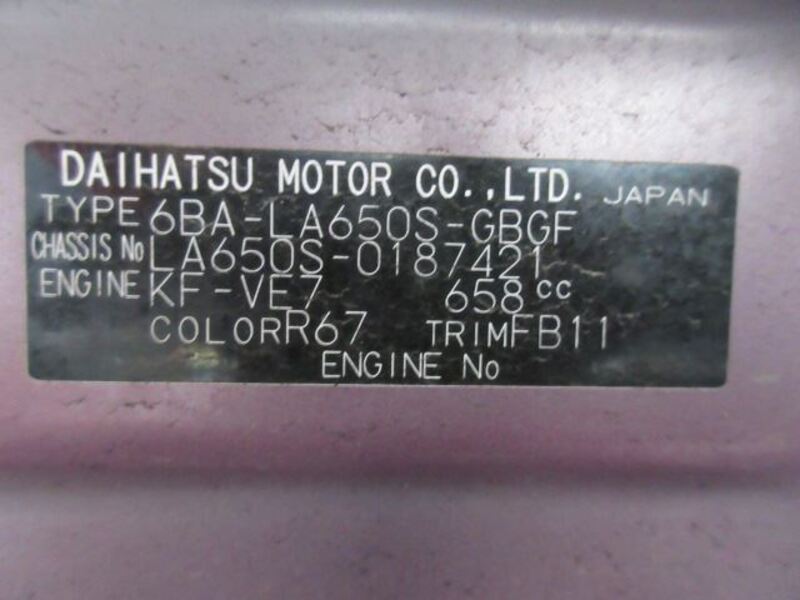 DAIHATSU MOTOR CO.,LTD. JAPAN
TYPE 6BA-LA650S-GBGF
CHASSIS No LA650S-0187421
ENGINE KF-VE7 658cc
COLOR R67 TRIM FB11
ENGINE No